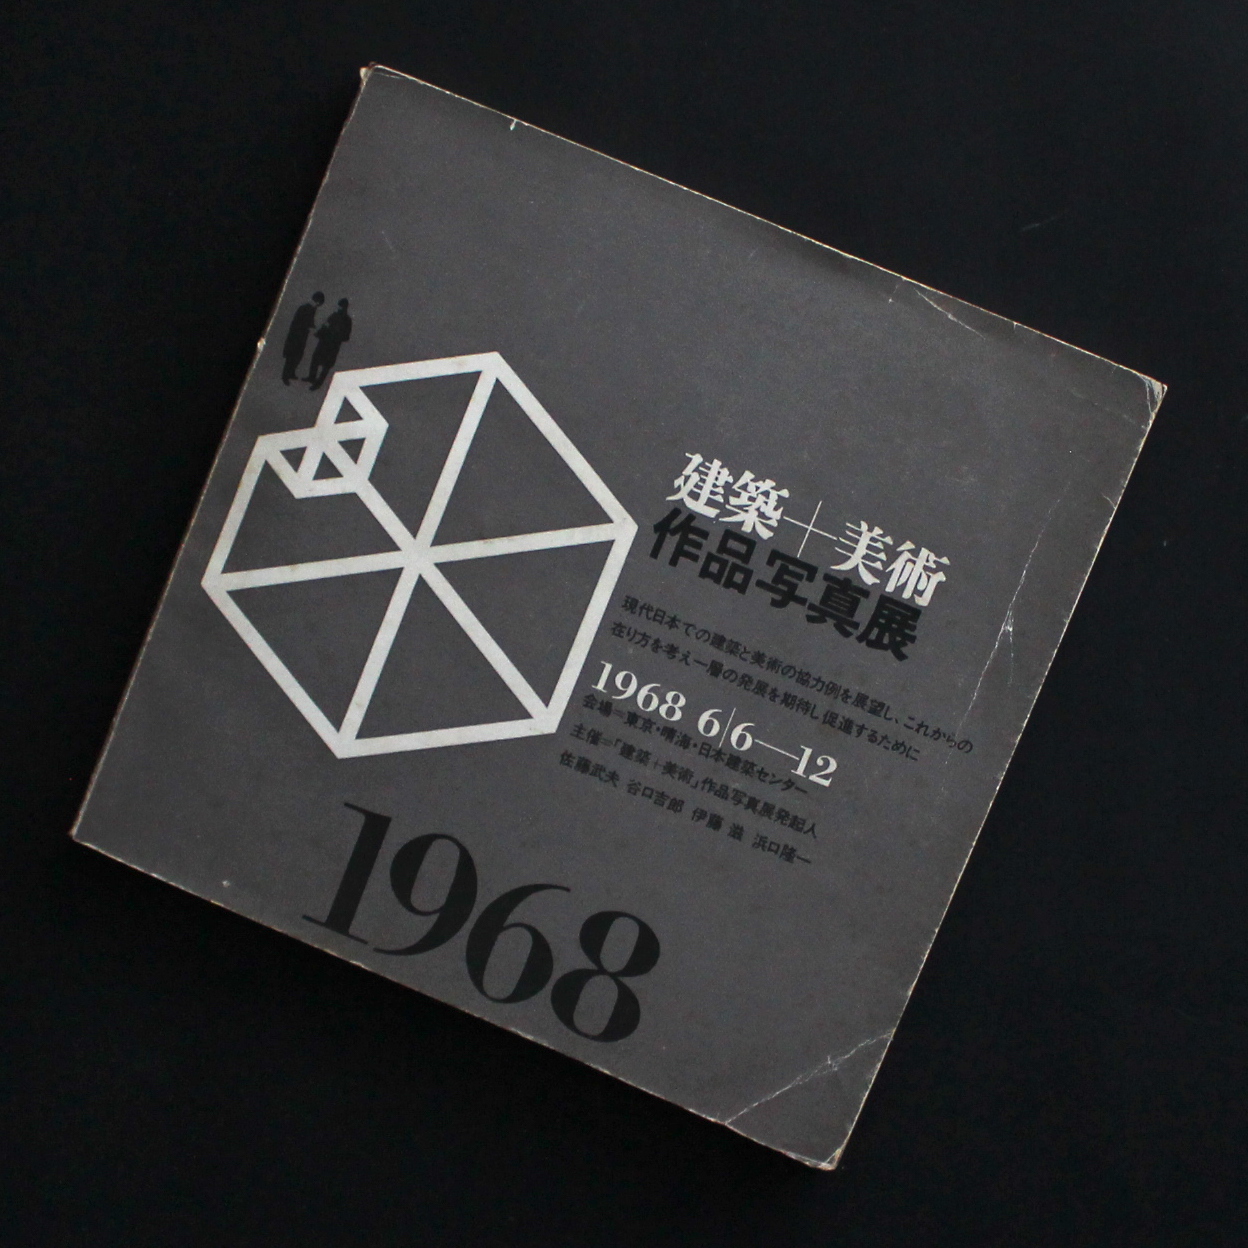 建築＋美術
作品写真展
現代日本での建築と美術の協力例を展望し、これからの
在り方を考え一層の発展を期待し促進するために
1968 6/6—12
会場=東京・晴海・日本建築センター
主催=「建築＋美術」作品写真展発起人
佐藤武夫 谷口吉郎 伊藤 滋 浜口隆一
1968